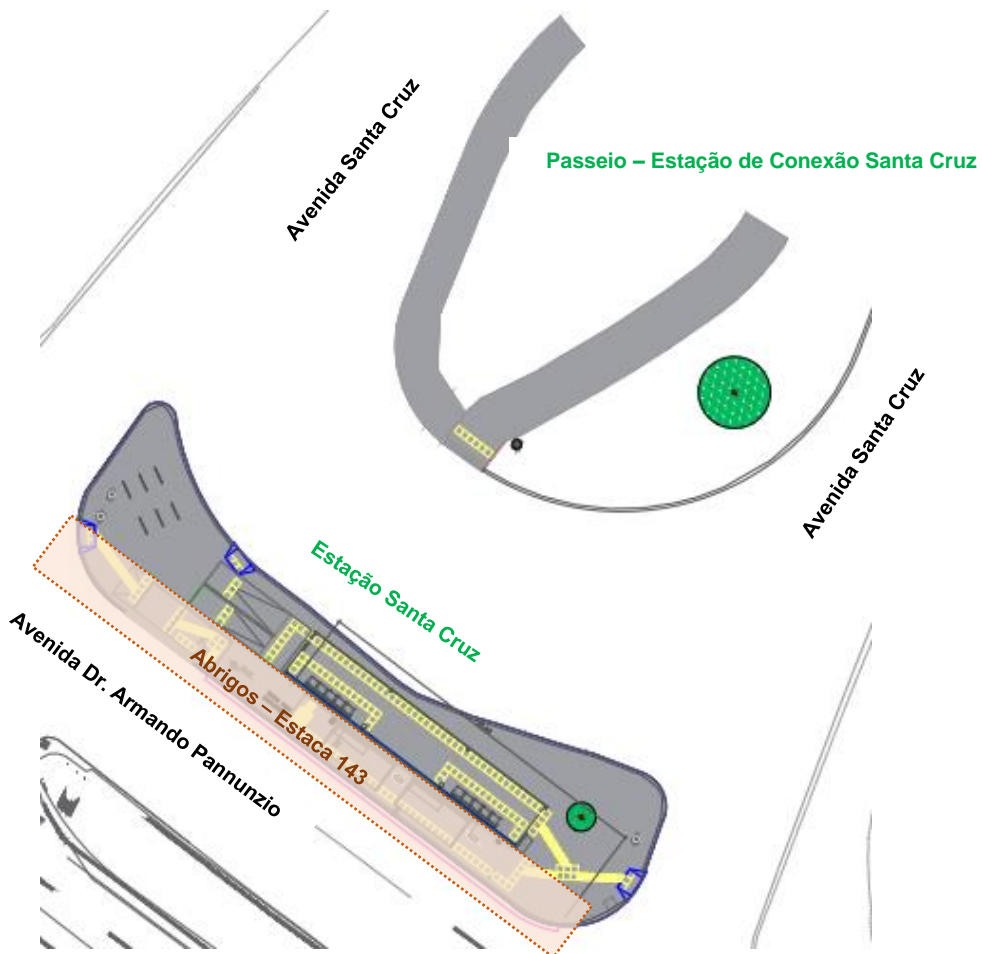 Avenida Santa Cruz
Passeio – Estação de Conexão Santa Cruz
Avenida Santa Cruz
Estação Santa Cruz
Abrigos – Estaca 143
Avenida Dr. Armando Pannunzio